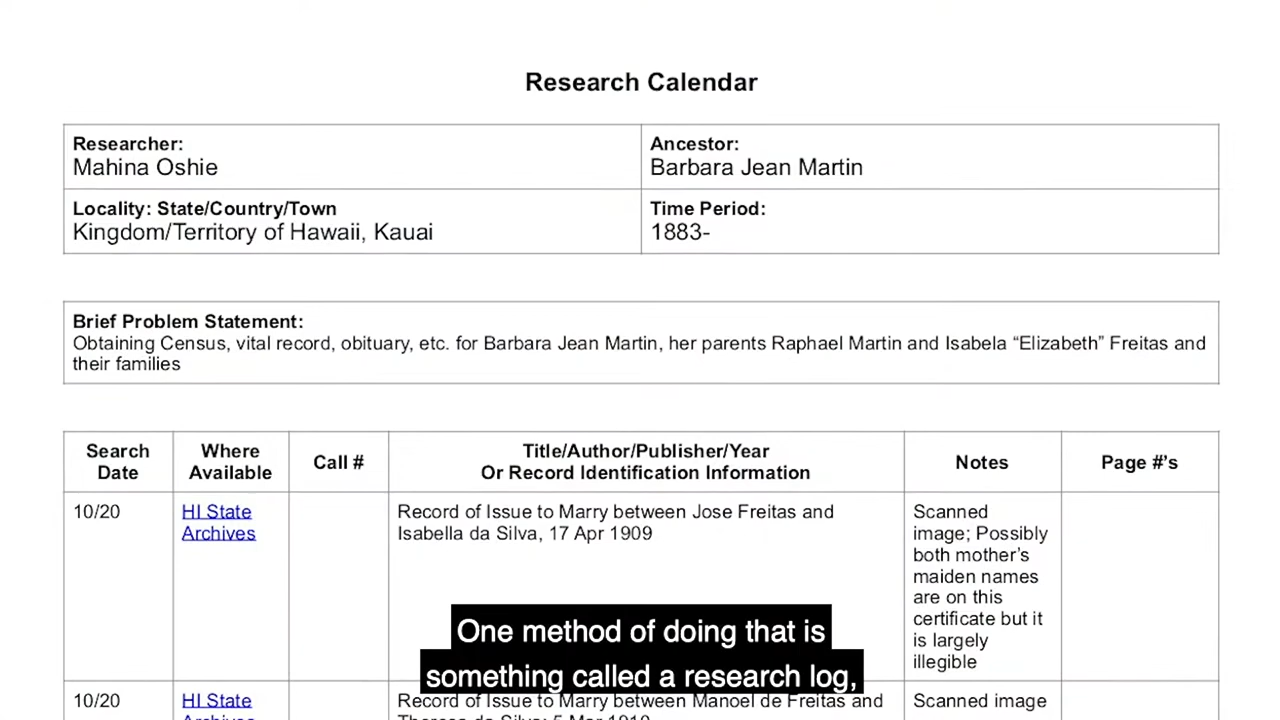 Research Calendar
Researcher:
Mahina Oshie
Ancestor:
Barbara Jean Martin
Locality: State/Country/Town
Kingdom/Territory of Hawaii, Kauai
Time Period:
1883-
Brief Problem Statement:
Obtaining Census, vital record, obituary, etc. for Barbara Jean Martin, her parents Raphael Martin and Isabela “Elizabeth” Freitas and
their families
Search
Date
Where
Available
Call #
Title/Author/Publisher/Year
Or Record Identification Information
Notes
Page #’s
10/20
HI State
Archives
Record of Issue to Marry between Jose Freitas and
Isabella da Silva, 17 Apr 1909
Scanned
image; Possibly
both mother’s
maiden names
are on this
certificate but it
is largely
illegible
One method of doing that is
something called a research log,
10/20
HI State
Archives
Record of Issue to Marry between Manoel de Freitas and
da Silva; 5 Mar 1910
Scanned image